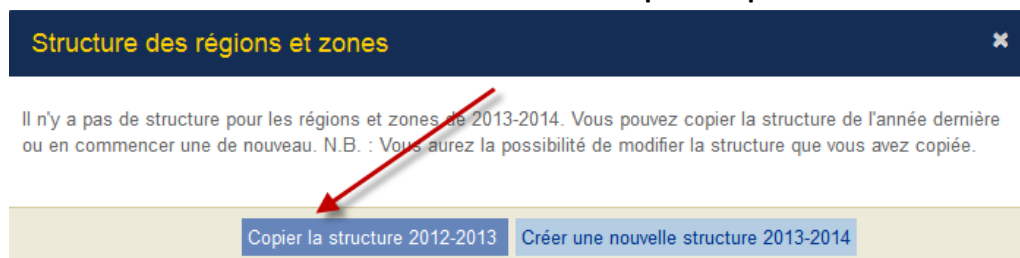 Structure des régions et zones
Il n'y a pas de structure pour les régions et zones de 2013-2014. Vous pouvez copier la structure de l'année dernière
ou en commencer une de nouveau. N.B. : Vous aurez la possibilité de modifier la structure que vous avez copiée.
Copier la structure 2012-2013 Créer une nouvelle structure 2013-2014